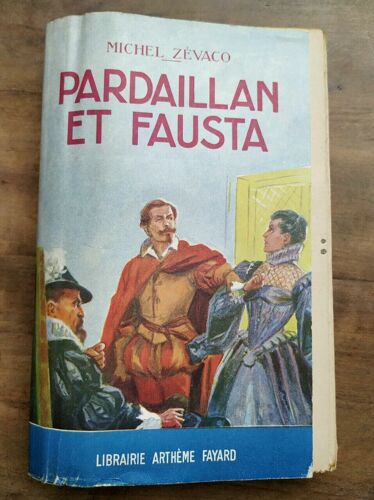 MICHEL ZÉVACO
PARDAILLAN
ET FAUSTA
LIBRAIRIE ARTHÈME FAYARD